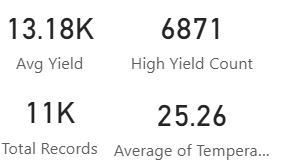 13.18K 6871
Avg Yield High Yield Count
11K 25.26
Total Records Average of Tempera...